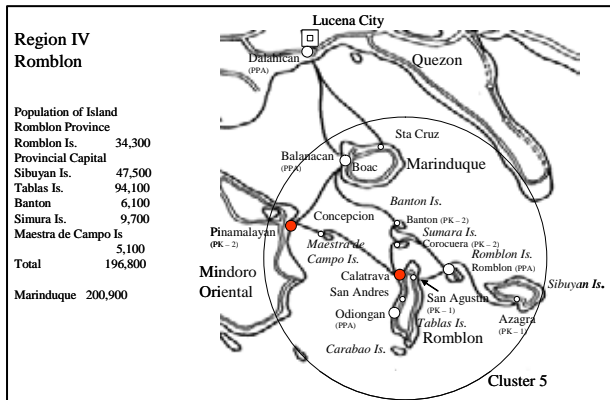 Region IV
Romblon
Population of Island
Romblon Province
Romblon Is. 34,300
Provincial Capital
Sibuyan Is. 47,500
Tablas Is. 94,100
Banton 6,100
Simura Is. 9,700
Maestra de Campo Is
5,100
Total 196,800
Marinduque 200,900
Lucena City
Dalahican
(PPA)
Quezon
Sta Cruz
Balanacan
(PPA)
Boac
Marinduque
Banton Is.
Concepcion
Banton (PK-2)
Pinamalayan
(PK-2)
Sumara Is.
Corocuera (PK-2)
Maestra de
Campo Is.
Romblon Is.
Romblon (PPA)
Mindoro
Oriental
Calatrava
Sibuyan Is.
San Andres
San Agustin
(PK-1)
Azagra
(PK-1)
Odiongan
(PPA)
Tablas Is.
Romblon
Carabao Is.
Cluster 5